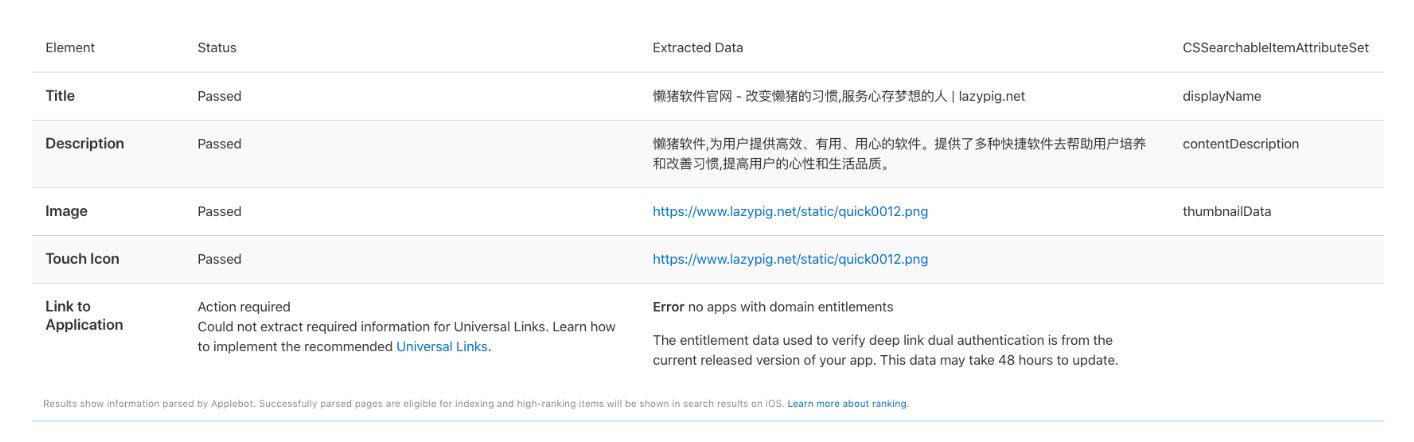 Element Status Extracted Data CSSearchableItemAttributeSet
Title Passed 懒猪软件官网 - 改变懒猪的习惯,服务心存梦想的人 | lazypig.net displayName
Description Passed 懒猪软件,为用户提供高效、有用、用心的软件。提供了多种快捷软件去帮助用户培养 contentDescription
和改善习惯,提高用户的心性和生活品质。
Image Passed https://www.lazypig.net/static/quick0012.png thumbnailData
Touch Icon Passed https://www.lazypig.net/static/quick0012.png
Link to Application
Action required
Could not extract required information for Universal Links. Learn how
to implement the recommended Universal Links.
Error no apps with domain entitlements
The entitlement data used to verify deep link dual authentication is from the
current released version of your app. This data may take 48 hours to update.
Results show information parsed by Applebot. Successfully parsed pages are eligible for indexing and high-ranking items will be shown in search results on iOS. Learn more about ranking.